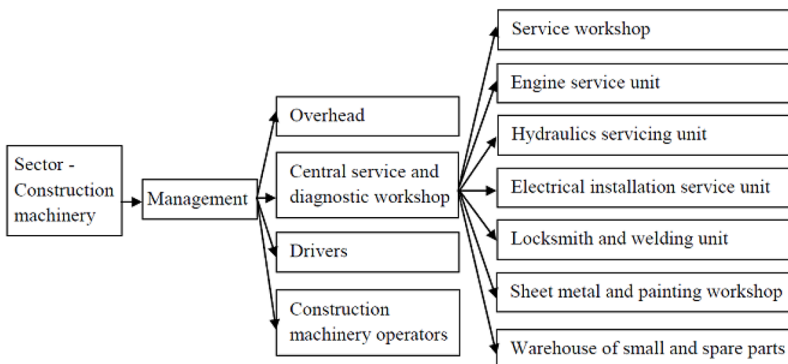 Sector -
Construction
machinery
Management
Overhead
Central service and
diagnostic workshop
Drivers
Construction
machinery operators
Service workshop
Engine service unit
Hydraulics servicing unit
Electrical installation service unit
Locksmith and welding unit
Sheet metal and painting workshop
Warehouse of small and spare parts